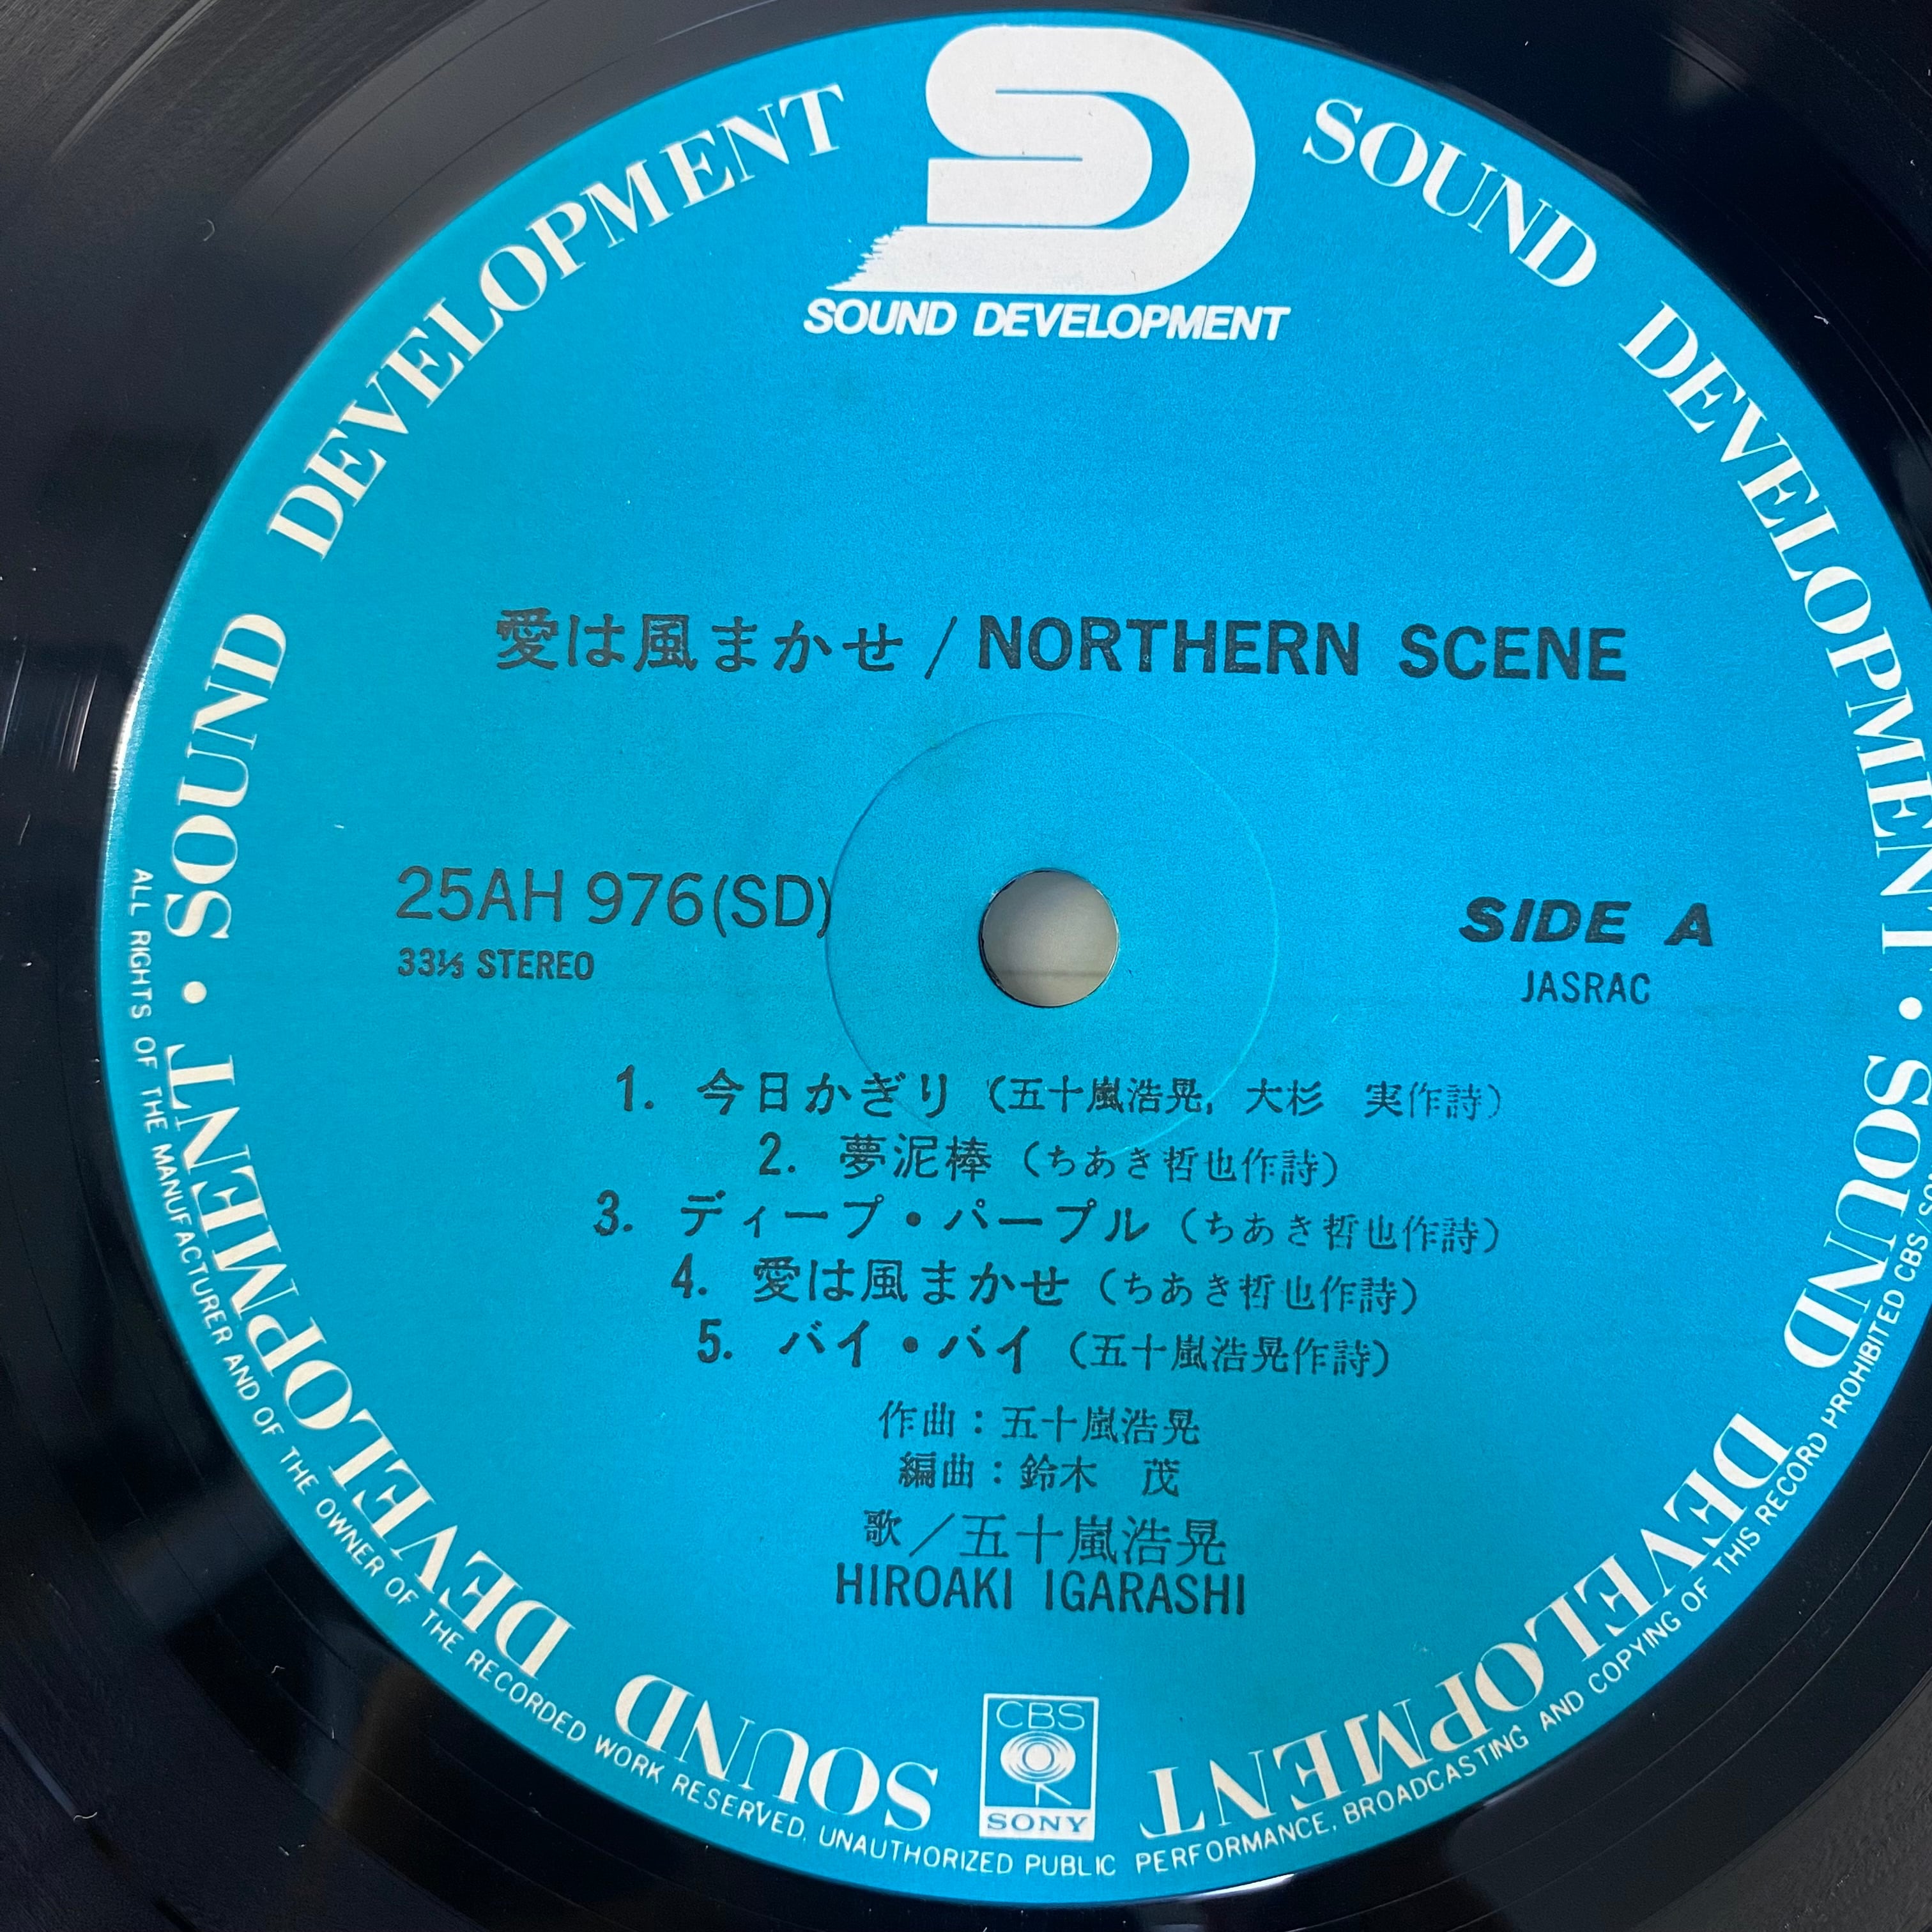 SOUND DEVELOPMENT
愛は風まかせ / NORTHERN SCENE
25AH 976(SD)
33⅓ STEREO
SIDE A
JASRAC
1. 今日かぎり (五十嵐浩晃, 大杉 実作詩)
2. 夢泥棒 (ちあき哲也作詩)
3. ディープ・パープル (ちあき哲也作詩)
4. 愛は風まかせ (ちあき哲也作詩)
5. バイ・バイ (五十嵐浩晃作詩)
作曲：五十嵐浩晃
編曲：鈴木 茂
歌／五十嵐浩晃
HIROAKI IGARASHI
CBS
SONY
SOUND DEVELOPMENT • SOUND DEVELOPMENT • SOUND DEVELOPMENT SOUND DEVELOPMENT
ALL RIGHTS OF THE MANUFACTURER AND OF THE OWNER OF THE RECORDED WORK RESERVED. UNAUTHORIZED PUBLIC PERFORMANCE, BROADCASTING AND COPYING OF THIS RECORD PROHIBITED CBS/